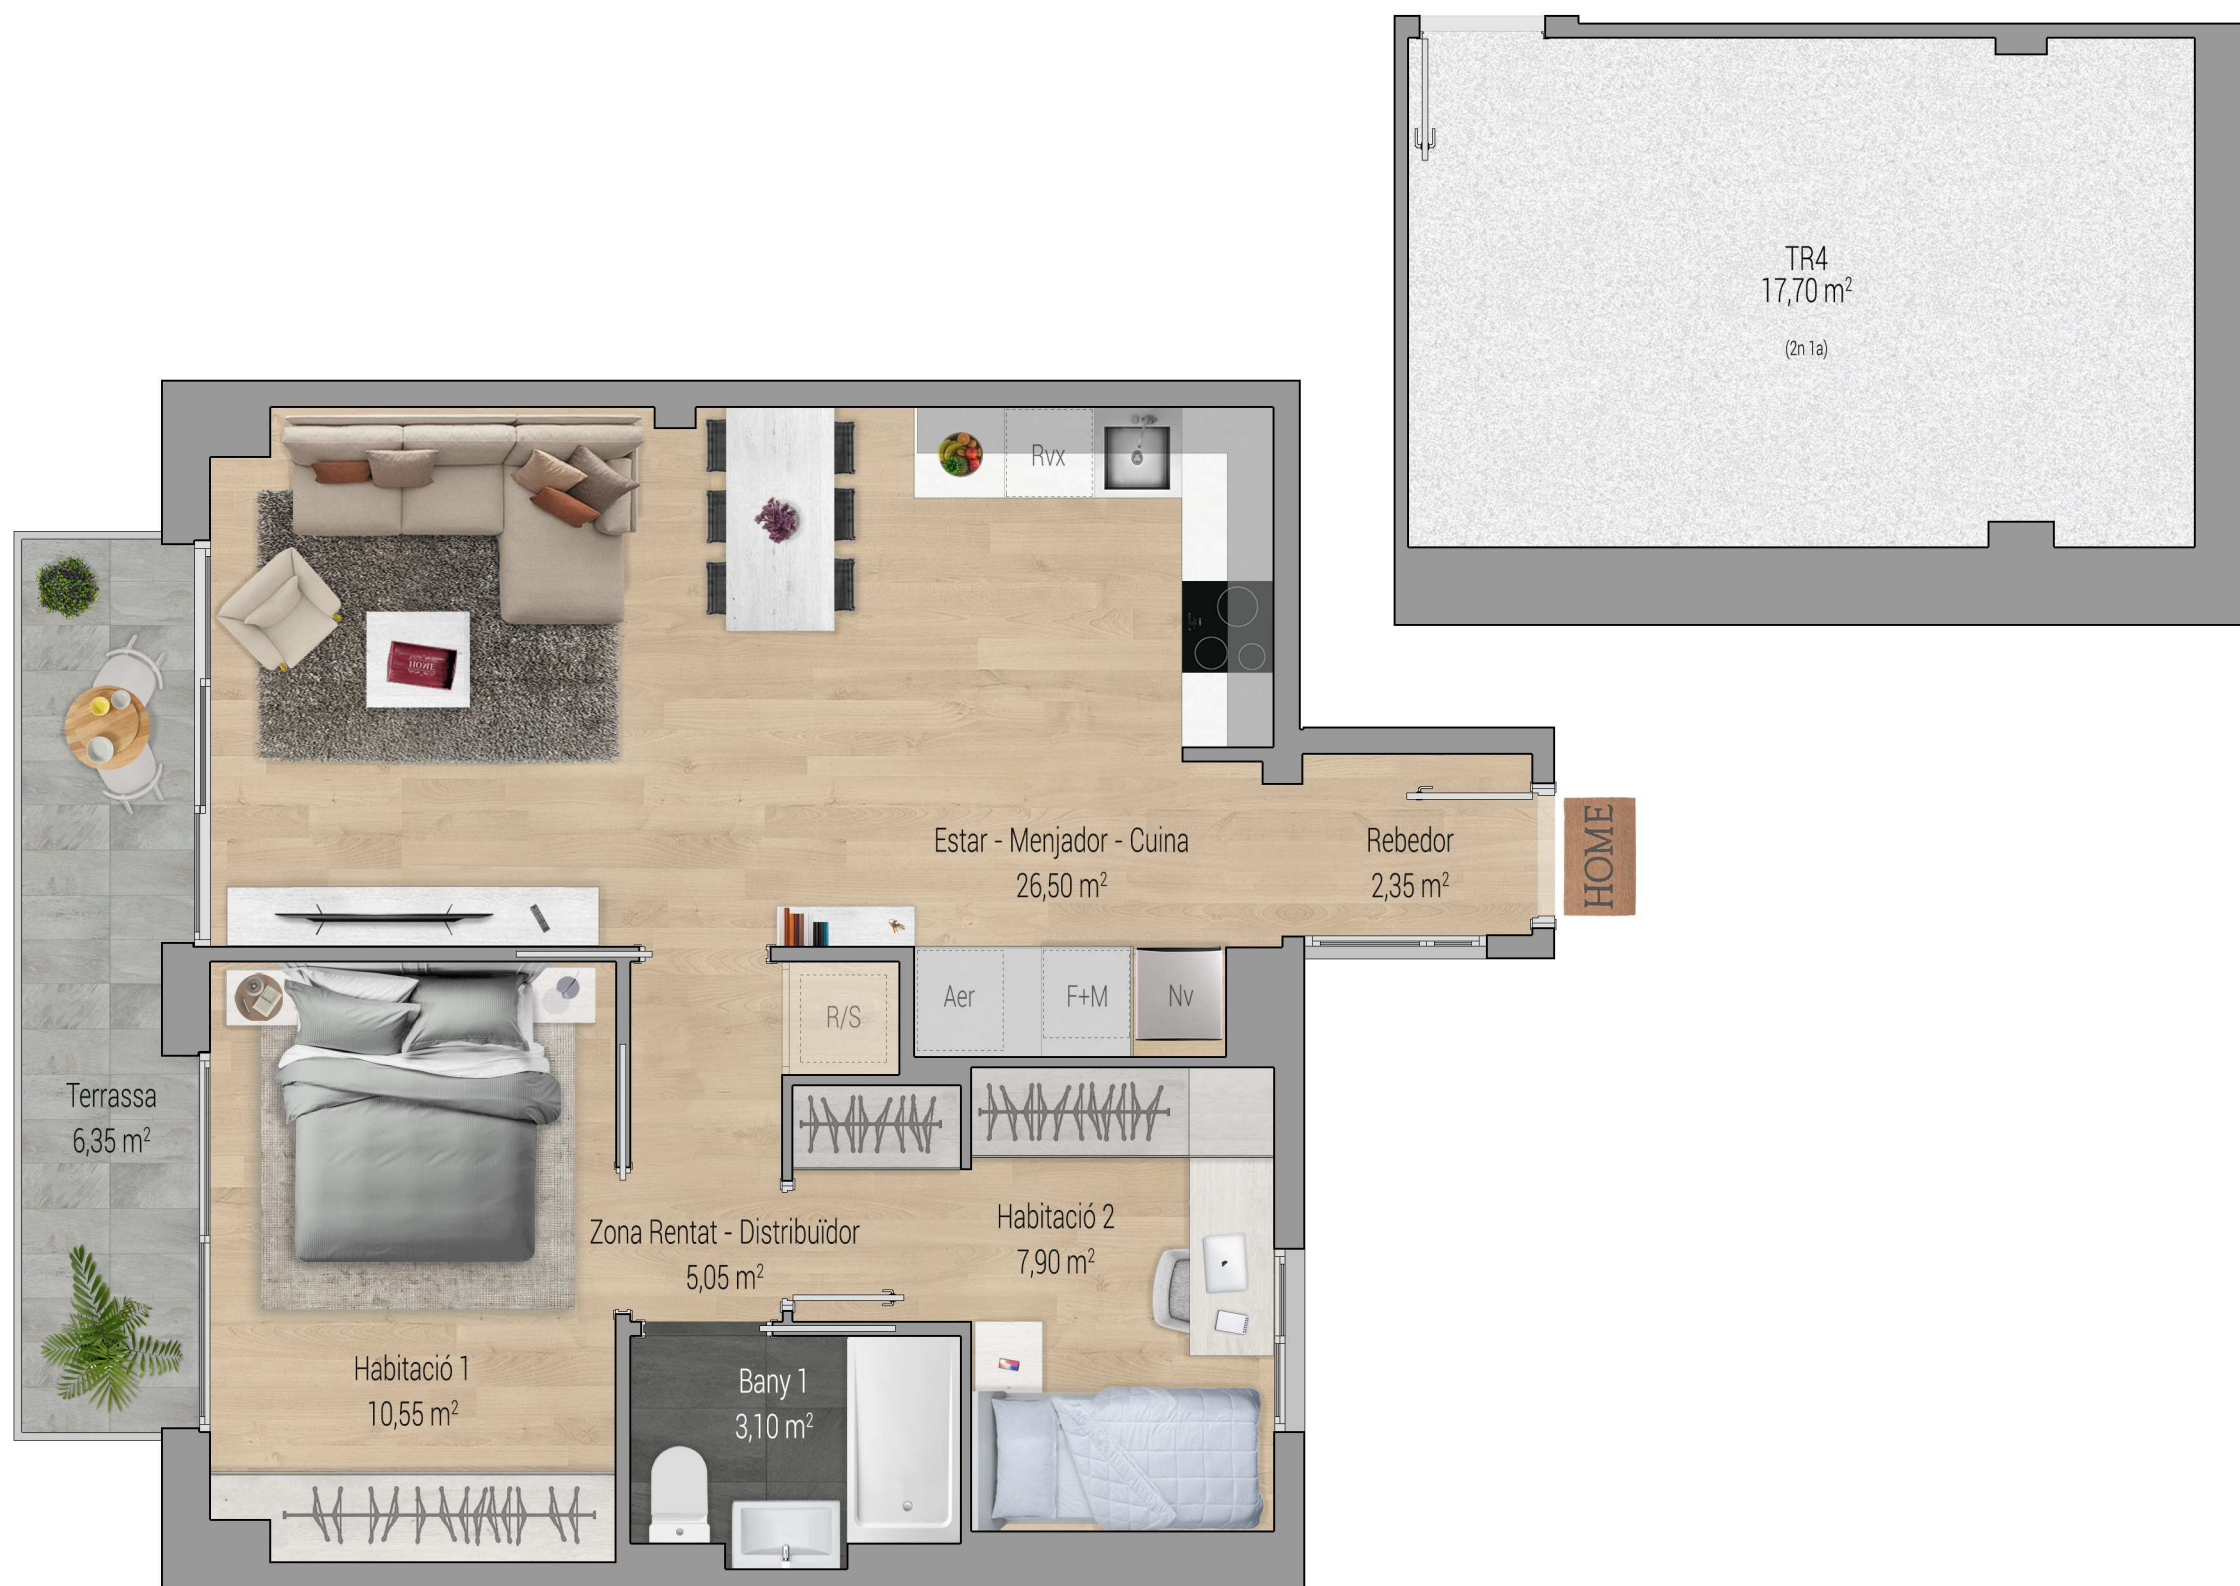 TR4
17,70 m²
(2n 1a)
Rvx
HOME
Estar - Menjador - Cuina
26,50 m²
Rebedor
2,35 m²
HOME
Aer
F+M
Nv
R/S
Terrassa
6,35 m²
Zona Rentat - Distribuïdor
5,05 m²
Habitació 2
7,90 m²
Habitació 1
10,55 m²
Bany 1
3,10 m²